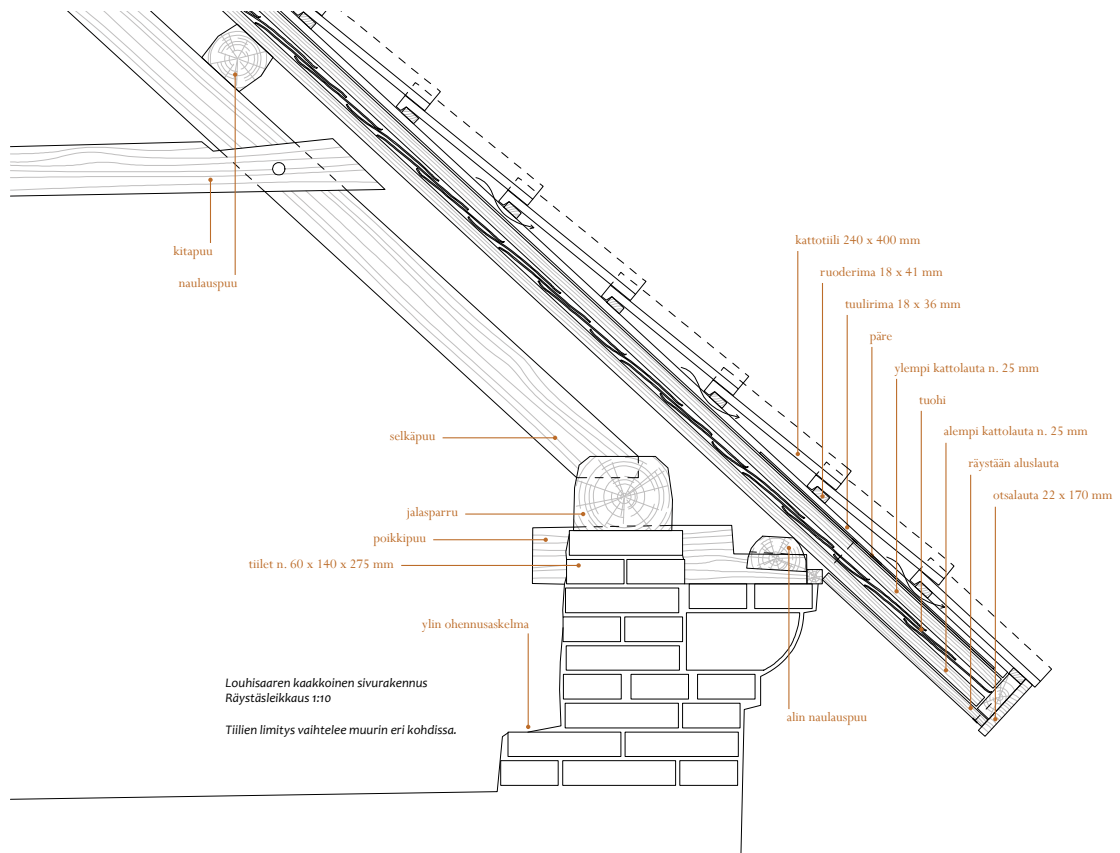 kattotiili 240 x 400 mm
ruoderima 18 x 41 mm
tuulirima 18 x 36 mm
päre
ylempi kattolauta n. 25 mm
tuohi
alempi kattolauta n. 25 mm
räystään aluslauta
otsalauta 22 x 170 mm
kitapuu
naulauspuu
selkäpuu
jalasparru
poikkipuu
tiilet n. 60 x 140 x 275 mm
ylin ohennusaskelma
alin naulauspuu
Louhisaaren kaakkoinen sivurakennus
Räystäsleikkaus 1:10
Tiilien limitys vaihtelee muurin eri kohdissa.